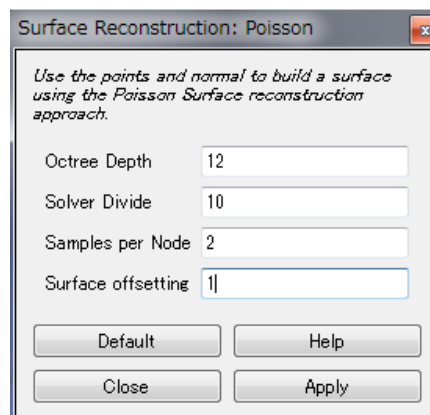 Surface Reconstruction: Poisson
x
Use the points and normal to build a surface
using the Poisson Surface reconstruction
approach.
Octree Depth 12
Solver Divide 10
Samples per Node 2
Surface offsetting 1
Default Help
Close Apply